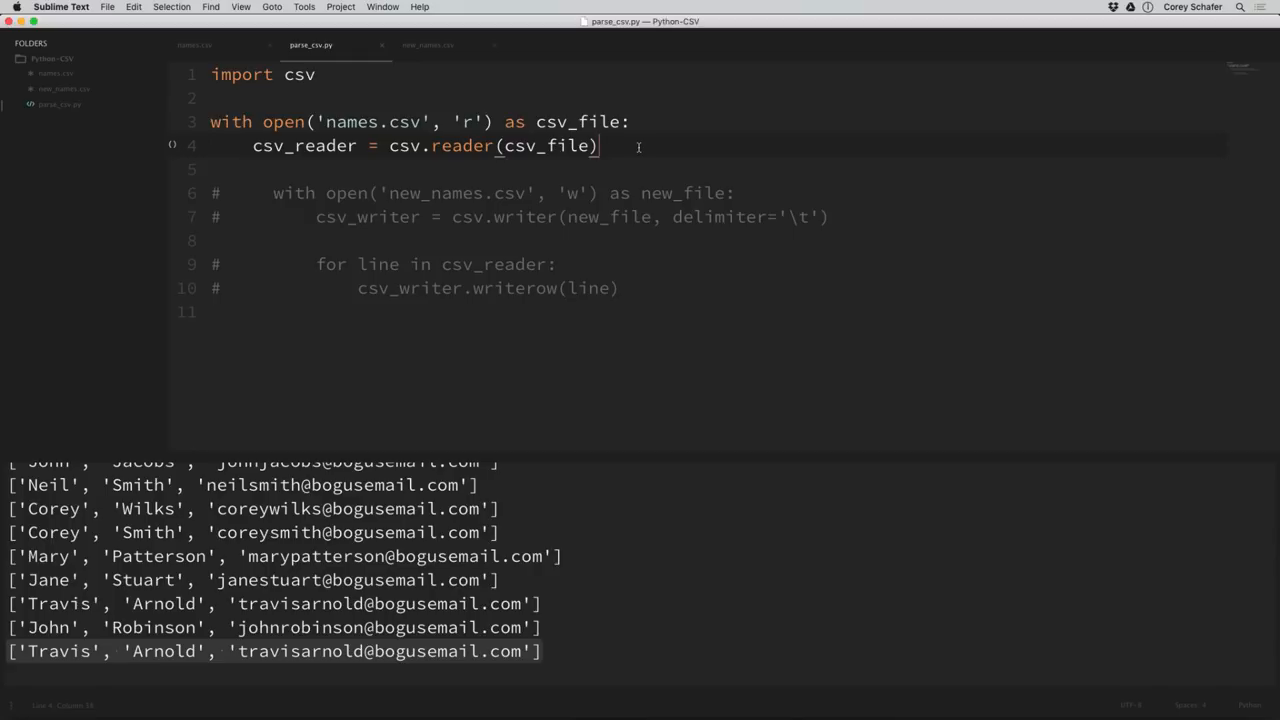 Sublime Text File Edit Selection Find View Goto Tools Project Window Help Corey Schafer
parse_csv.py — Python-CSV
FOLDERS
Python-CSV
names.csv
new_names.csv
parse_csv.py
names.csv parse_csv.py new_names.csv
1 import csv
2
3 with open('names.csv', 'r') as csv_file:
4 csv_reader = csv.reader(csv_file)
5
6 # with open('new_names.csv', 'w') as new_file:
7 # csv_writer = csv.writer(new_file, delimiter='\t')
8
9 # for line in csv_reader:
10 # csv_writer.writerow(line)
11
['John', 'Jacobs', 'johnjacobs@bogusemail.com']
['Neil', 'Smith', 'neilsmith@bogusemail.com']
['Corey', 'Wilks', 'coreywilks@bogusemail.com']
['Corey', 'Smith', 'coreysmith@bogusemail.com']
['Mary', 'Patterson', 'marypatterson@bogusemail.com']
['Jane', 'Stuart', 'janestuart@bogusemail.com']
['Travis', 'Arnold', 'travisarnold@bogusemail.com']
['John', 'Robinson', 'johnrobinson@bogusemail.com']
['Travis', 'Arnold', 'travisarnold@bogusemail.com']
Line 4, Column 38 UTF-8 Spaces: 4 Python